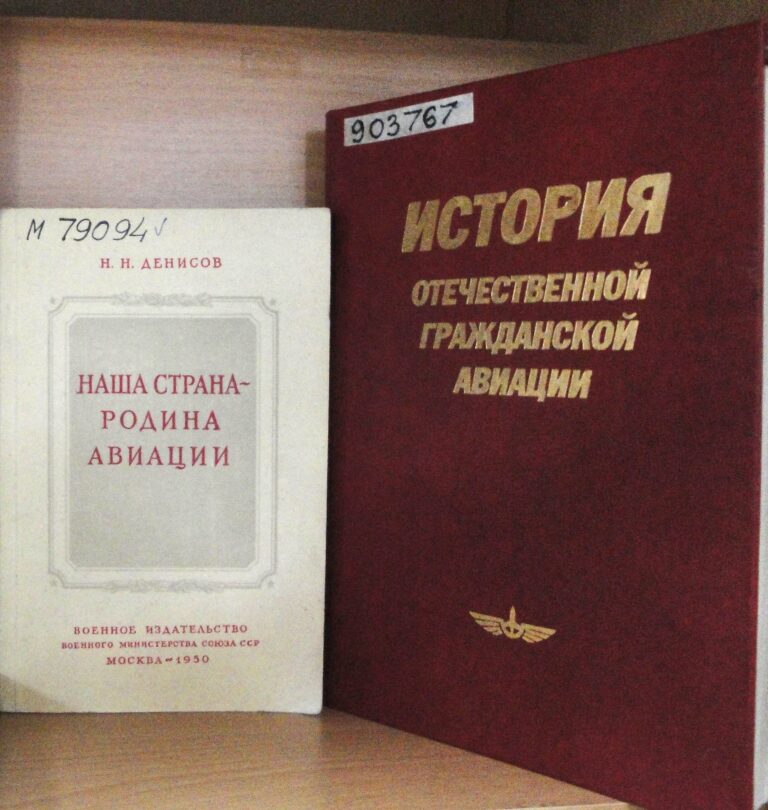 М 79094
Н. Н. ДЕНИСОВ
НАША СТРАНА~
РОДИНА
АВИАЦИИ
ВОЕННОЕ ИЗДАТЕЛЬСТВО
ВОЕННОГО МИНИСТЕРСТВА СОЮЗА ССР
МОСКВА ~ 1950
903767
ИСТОРИЯ
ОТЕЧЕСТВЕННОЙ
ГРАЖДАНСКОЙ
АВИАЦИИ